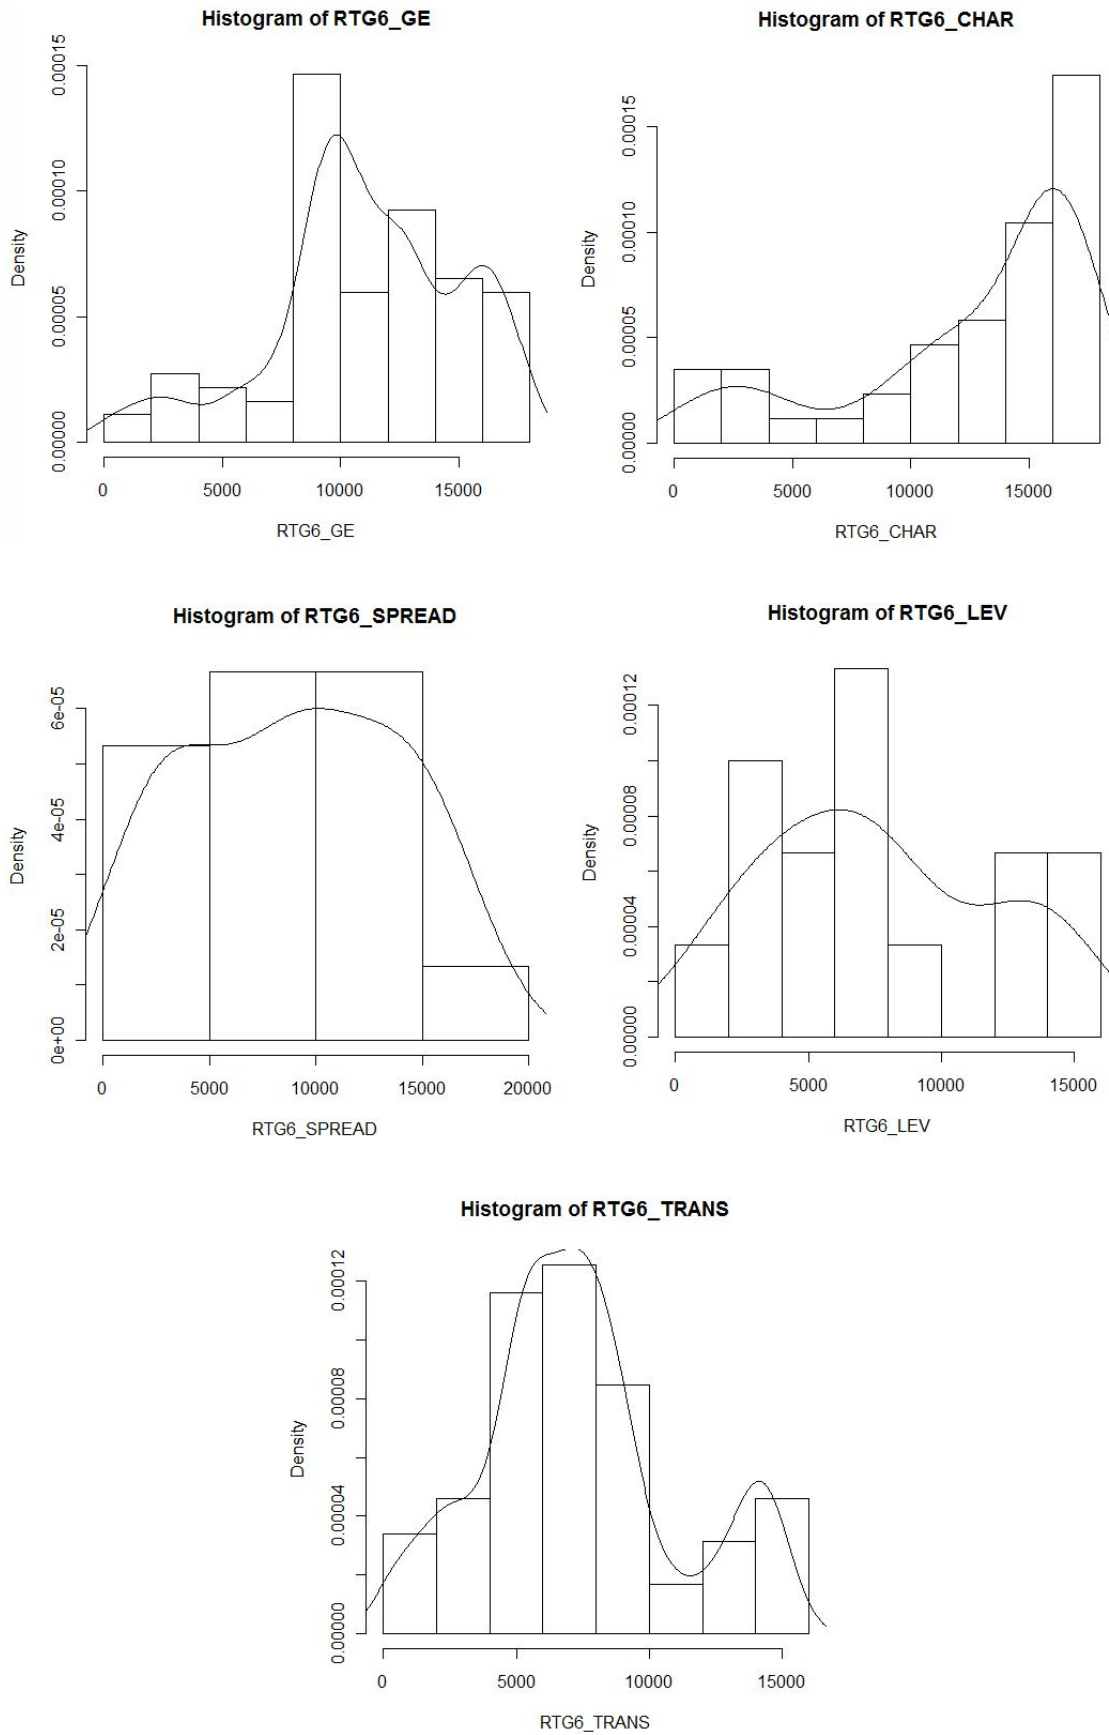 Histogram of RTG6_GE
0.00015
0.00010
0.00005
0.00000
Density
0 5000 10000 15000
RTG6_GE
Histogram of RTG6_CHAR
0.00015
0.00010
0.00005
0.00000
Density
0 5000 10000 15000
RTG6_CHAR
Histogram of RTG6_SPREAD
6e-05
4e-05
2e-05
0e+00
Density
0 5000 10000 15000 20000
RTG6_SPREAD
Histogram of RTG6_LEV
0.00012
0.00008
0.00004
0.00000
Density
0 5000 10000 15000
RTG6_LEV
Histogram of RTG6_TRANS
0.00012
0.00008
0.00004
0.00000
Density
0 5000 10000 15000
RTG6_TRANS